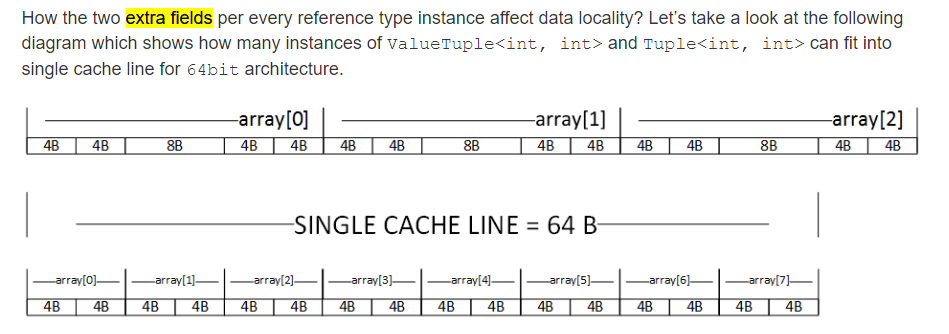 How the two extra fields per every reference type instance affect data locality? Let's take a look at the following
diagram which shows how many instances of ValueTuple<int, int> and Tuple<int, int> can fit into
single cache line for 64bit architecture.
array[0] array[1] array[2]
4B 4B 8B 4B 4B 4B 4B 8B 4B 4B 4B 4B 8B 4B 4B
SINGLE CACHE LINE = 64 B
array[0] array[1] array[2] array[3] array[4] array[5] array[6] array[7]
4B 4B 4B 4B 4B 4B 4B 4B 4B 4B 4B 4B 4B 4B 4B 4B